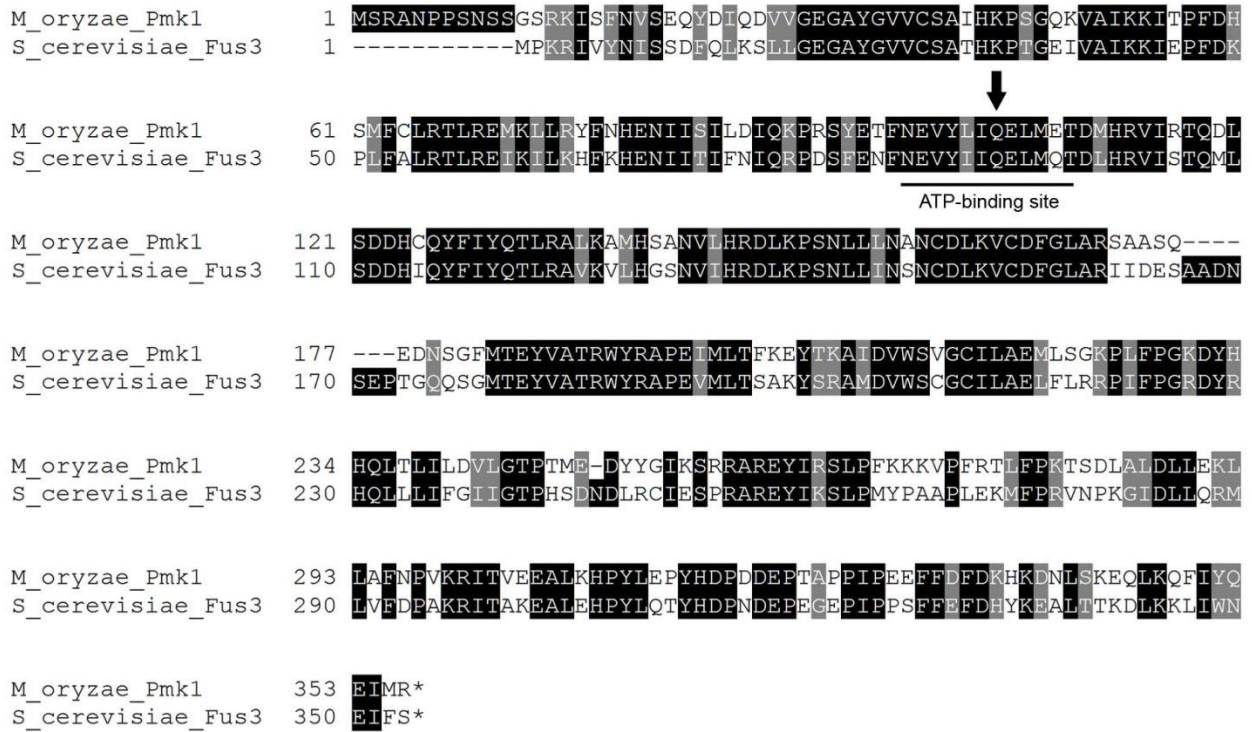 M_oryzae_Pmk1 1 MSRANPPSNSSGSRKISFNVSEQYDIQDVVGEGAYGVVCSAIHKPSGQKVAIKKITPFDH
S_cerevisiae_Fus3 1 -----------MPKRIVYNISSDFQLKSLLGEGAYGVVCSATHKPTGEIVAIKKIEPFDK
M_oryzae_Pmk1 61 SMFCLRTLREMKLLRYFNHENIISILDIQKPRSYETFNEVYLIQELMETDMHRVIRTQDL
S_cerevisiae_Fus3 50 PLFALRTLREIKILKHFKHENIITIFNIQRPDSFENFNEVYIIQELMQTDLHRVISTQML
ATP-binding site
M_oryzae_Pmk1 121 SDDHCQYFIYQTLRALKAMHSANVLHRDLKPSNLLLNANCDLKVCDFGLARSAASQ----
S_cerevisiae_Fus3 110 SDDHIQYFIYQTLRAVKVLHGSNVIHRDLKPSNLLINSNCDLKVCDFGLARIIDESAADN
M_oryzae_Pmk1 177 ---EDNSGFMTEYVATRWYRAPEIMLTFKEYTKAIDVWSVGCILAEMLSGKPLFPGKDYH
S_cerevisiae_Fus3 170 SEPTGQQSGMTEYVATRWYRAPEVMLTSAKYSRAMDVWSCGCILAELFLRRPIFPGRDYR
M_oryzae_Pmk1 234 HQLTLILDVLGTPTME-DYYGIKSRRAREYIRSLPFKKKVPFRTLFPKTSDLALDLLEKL
S_cerevisiae_Fus3 230 HQLLLIFGIIGTPHSDNDLRCIESPRAREYIKSLPMYPAAPLEKMFPRVNPKGIDLLQRM
M_oryzae_Pmk1 293 LAFNPVKRITVEEALKHPYLEPYHDPDDEPTAPPIPEEFFDFDKHKDNLSKEQLKQFIYQ
S_cerevisiae_Fus3 290 LVFDPAKRITAKEALEHPYLQTYHDPNDEPEGEPIPPSFFEFDHYKEALTTKDLKKLIWN
M_oryzae_Pmk1 353 EIMR*
S_cerevisiae_Fus3 350 EIFS*